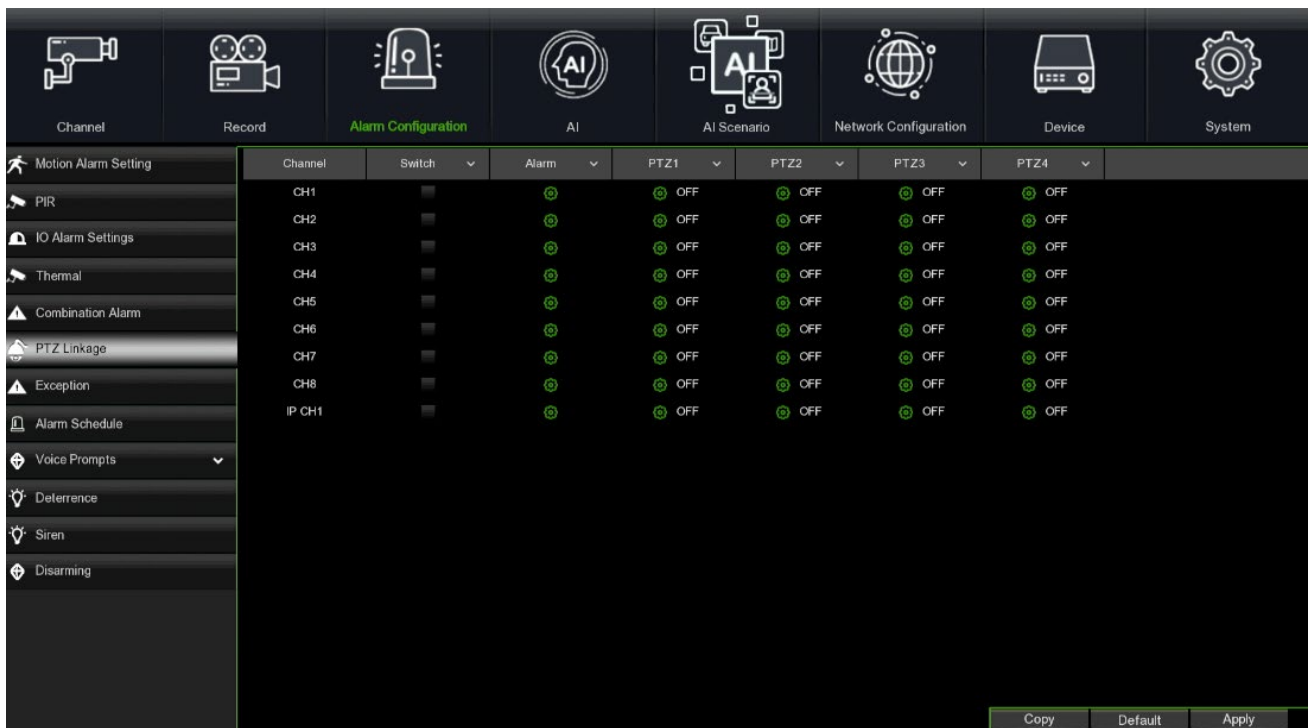 AI
AI
Channel Record Alarm Configuration AI AI Scenario Network Configuration Device System
Motion Alarm Setting
PIR
IO Alarm Settings
Thermal
Combination Alarm
PTZ Linkage
Exception
Alarm Schedule
Voice Prompts
Deterrence
Siren
Disarming
Channel Switch Alarm PTZ1 PTZ2 PTZ3 PTZ4
CH1 OFF OFF OFF OFF
CH2 OFF OFF OFF OFF
CH3 OFF OFF OFF OFF
CH4 OFF OFF OFF OFF
CH5 OFF OFF OFF OFF
CH6 OFF OFF OFF OFF
CH7 OFF OFF OFF OFF
CH8 OFF OFF OFF OFF
IP CH1 OFF OFF OFF OFF
Copy Default Apply